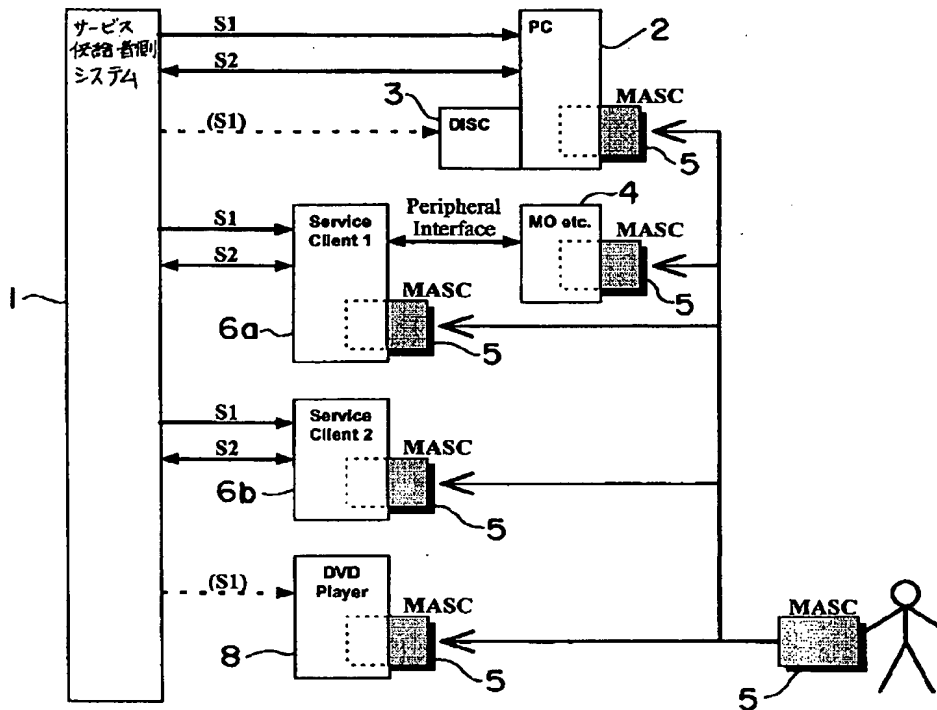 サービス
供給者側
システム
S1
PC
2
S2
3
MASC
(S1)
DISC
5
4
S1
Service
Client 1
Peripheral
Interface
MO etc.
MASC
S2
1
MASC
5
6a
5
S1
Service
Client 2
S2
MASC
6b
5
(S1)
DVD
Player
MASC
MASC
8
5
5